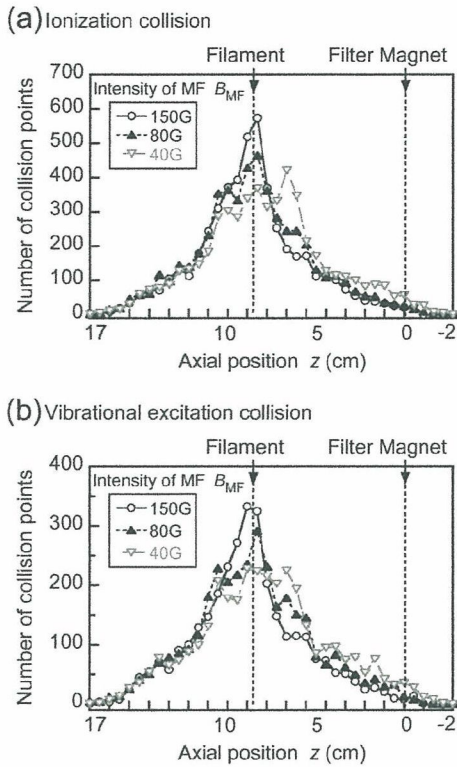 (a) Ionization collision
Filament Filter Magnet
700
600
500
400
300
200
100
0
Number of collision points
Intensity of MF B_MF
150G
80G
40G
17 10 5 0 -2
Axial position z (cm)
(b) Vibrational excitation collision
Filament Filter Magnet
400
300
200
100
0
Number of collision points
Intensity of MF B_MF
150G
80G
40G
17 10 5 0 -2
Axial position z (cm)